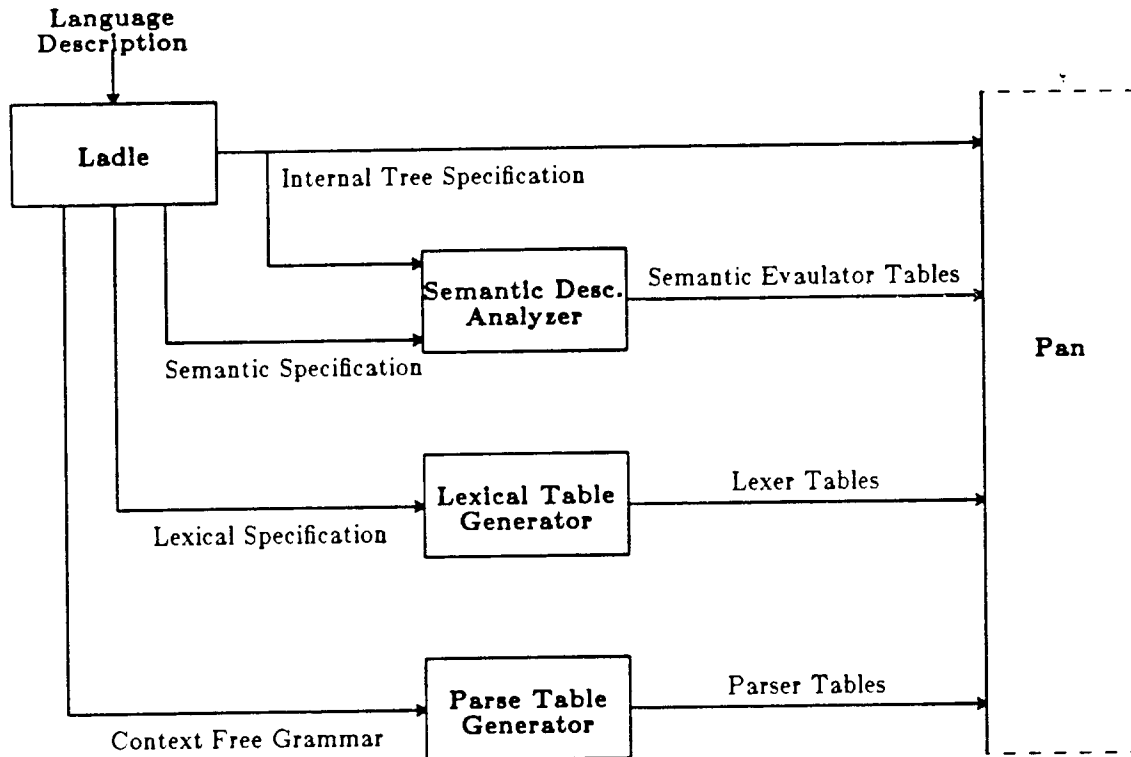 Language
Description
Ladle
Internal Tree Specification
Semantic Desc.
Analyzer
Semantic Evaulator Tables
Pan
Semantic Specification
Lexical Table
Generator
Lexer Tables
Lexical Specification
Parse Table
Generator
Parser Tables
Context Free Grammar